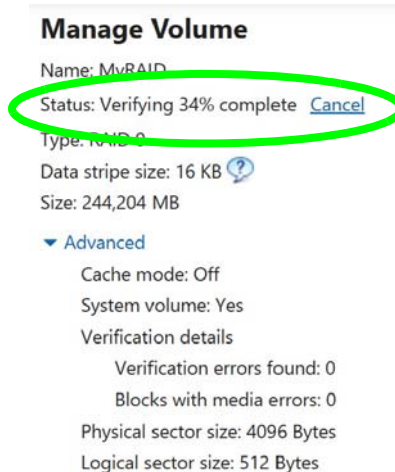 Manage Volume
Name: MyRAID
Status: Verifying 34% complete Cancel
Type: RAID 0
Data stripe size: 16 KB
Size: 244,204 MB
Advanced
Cache mode: Off
System volume: Yes
Verification details
Verification errors found: 0
Blocks with media errors: 0
Physical sector size: 4096 Bytes
Logical sector size: 512 Bytes